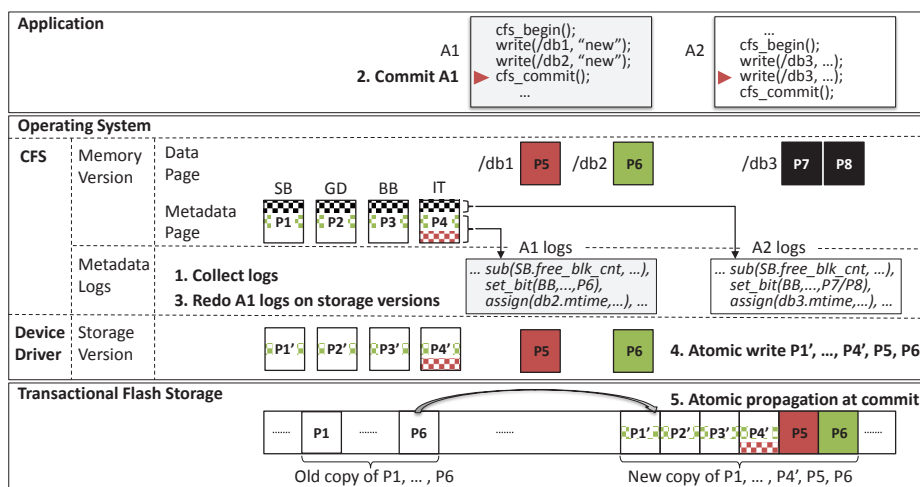 Application
A1
cfs_begin();
write(/db1, “new”);
write(/db2, “new”);
cfs_commit();
...
2. Commit A1
A2
...
cfs_begin();
write(/db3, ...);
write(/db3, ...);
cfs_commit();
Operating System
CFS
Memory
Version
Data
Page
/db1 P5 /db2 P6 /db3 P7 P8
SB GD BB IT
Metadata
Page
P1 P2 P3 P4
A1 logs A2 logs
Metadata
Logs
1. Collect logs
3. Redo A1 logs on storage versions
... sub(SB.free_blk_cnt, ...),
set_bit(BB,...,P6),
assign(db2.mtime,...), ...
... sub(SB.free_blk_cnt, ...),
set_bit(BB,...,P7/P8),
assign(db3.mtime,...), ...
Device
Driver
Storage
Version
P1’ P2’ P3’ P4’ P5 P6
4. Atomic write P1’, ..., P4’, P5, P6
Transactional Flash Storage
5. Atomic propagation at commit
....... P1 ....... P6 ....... P1’ P2’ P3’ P4’ P5 P6 .......
Old copy of P1, ... , P6
New copy of P1, ... , P4’, P5, P6